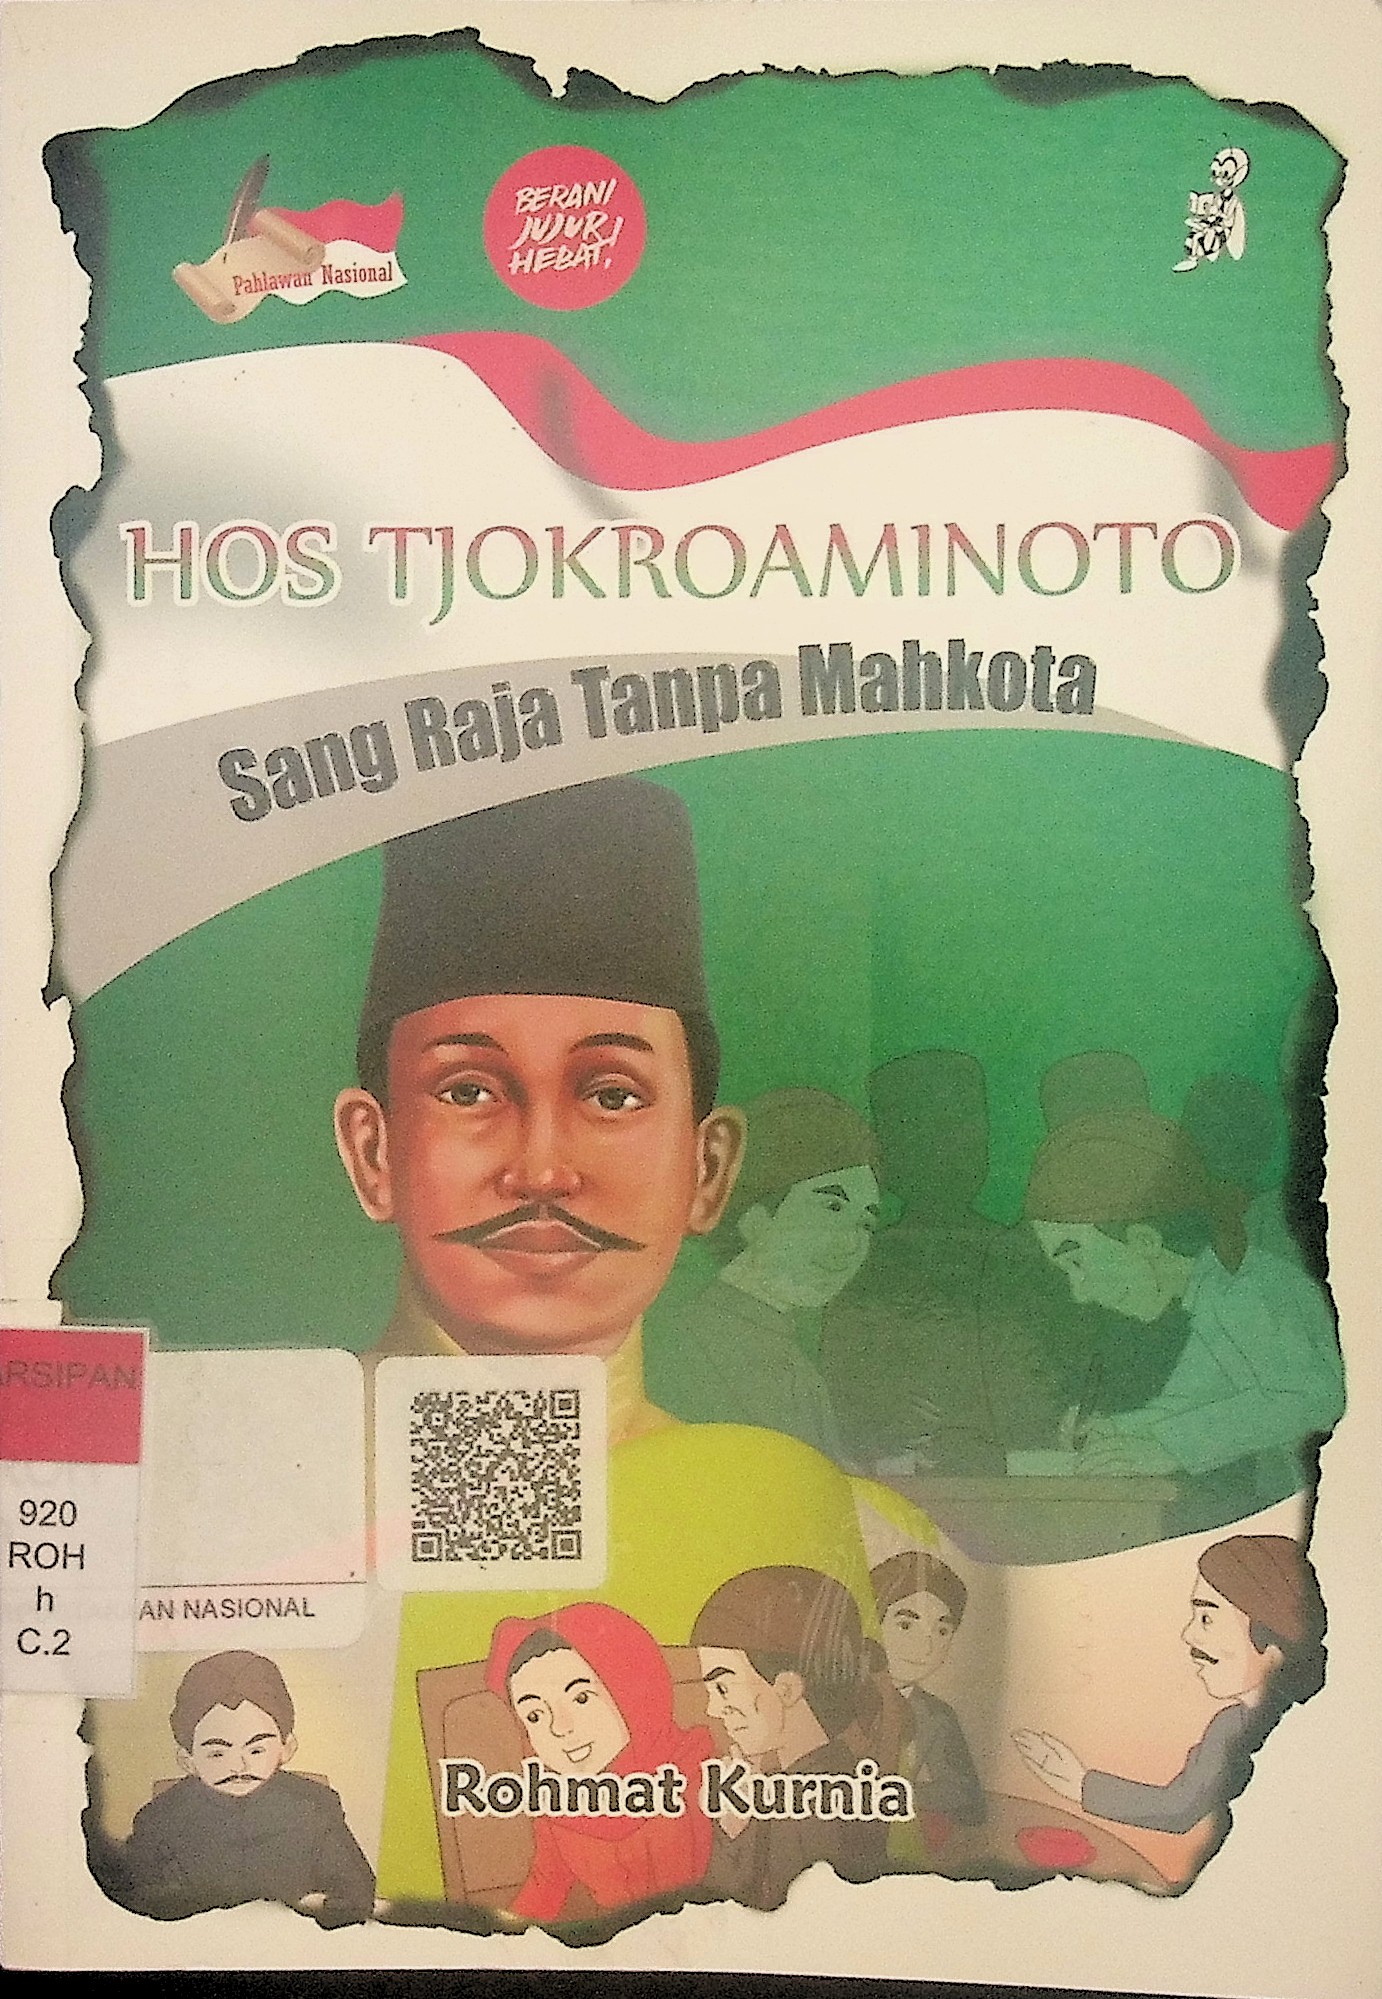 Pahlawan Nasional
BERANI
JUJUR
HEBAT!
HOS TJOKROAMINOTO
Sang Raja Tanpa Mahkota
ARSIPAN
920
ROH
h
C.2
AN NASIONAL
Rohmat Kurnia